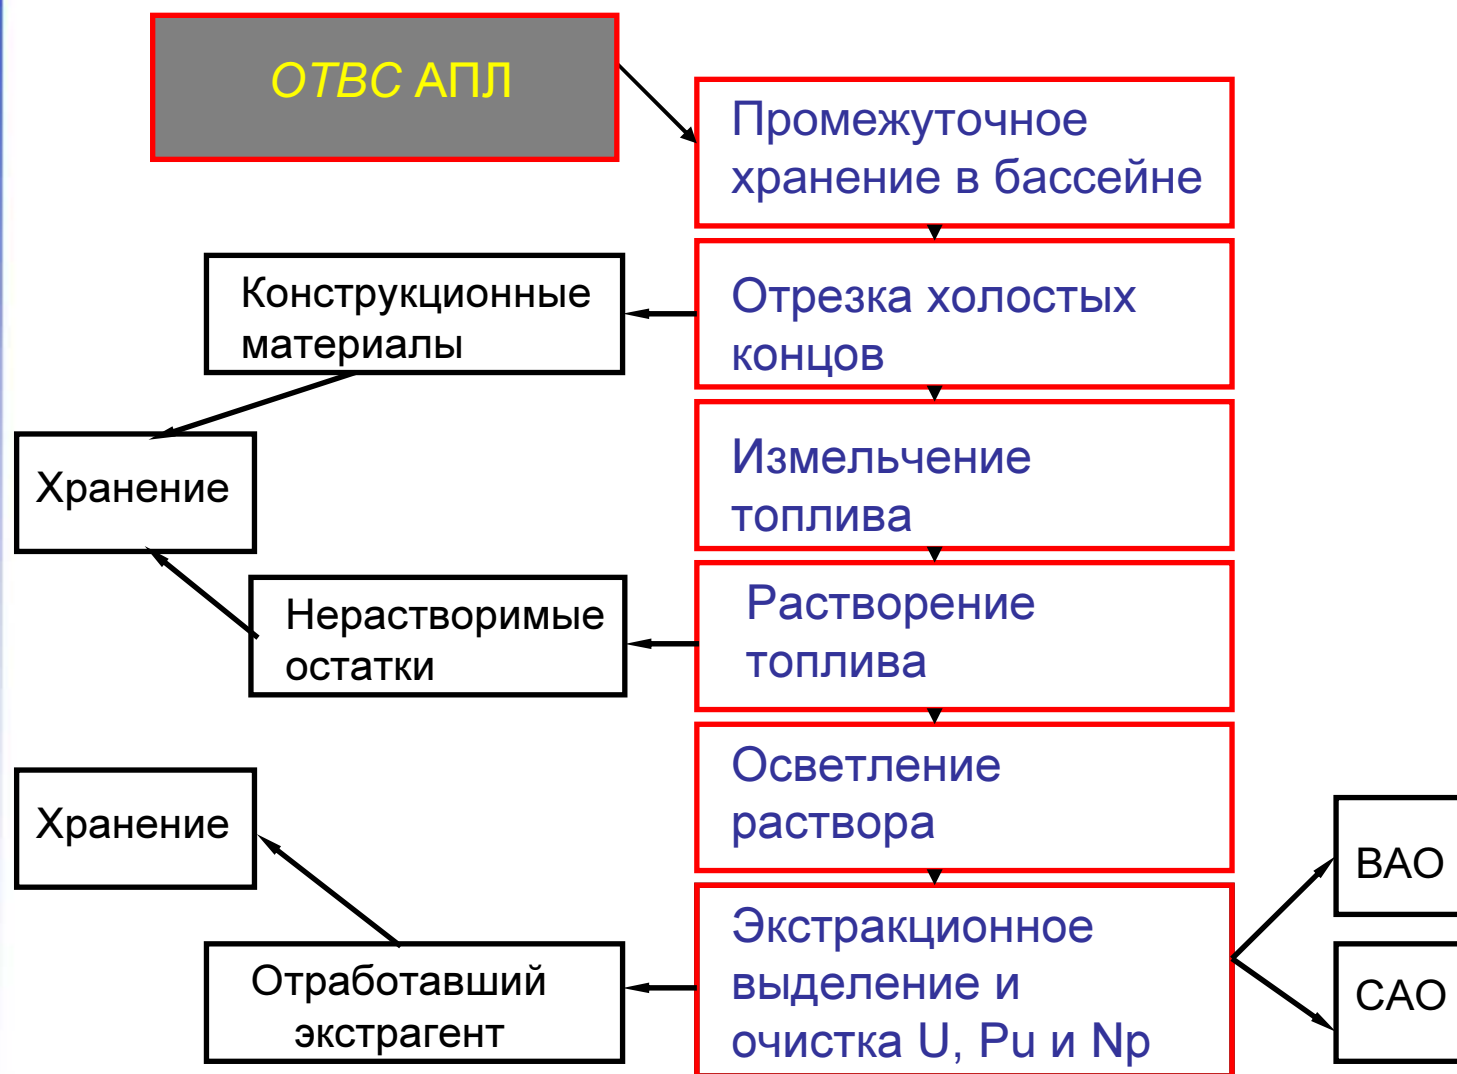 ОТВС АПЛ
Промежуточное
хранение в бассейне
Конструкционные
материалы
Отрезка холостых
концов
Хранение
Измельчение
топлива
Нерастворимые
остатки
Растворение
топлива
Хранение
Осветление
раствора
ВАО
Отработавший
экстрагент
Экстракционное
выделение и
очистка U, Pu и Np
САО